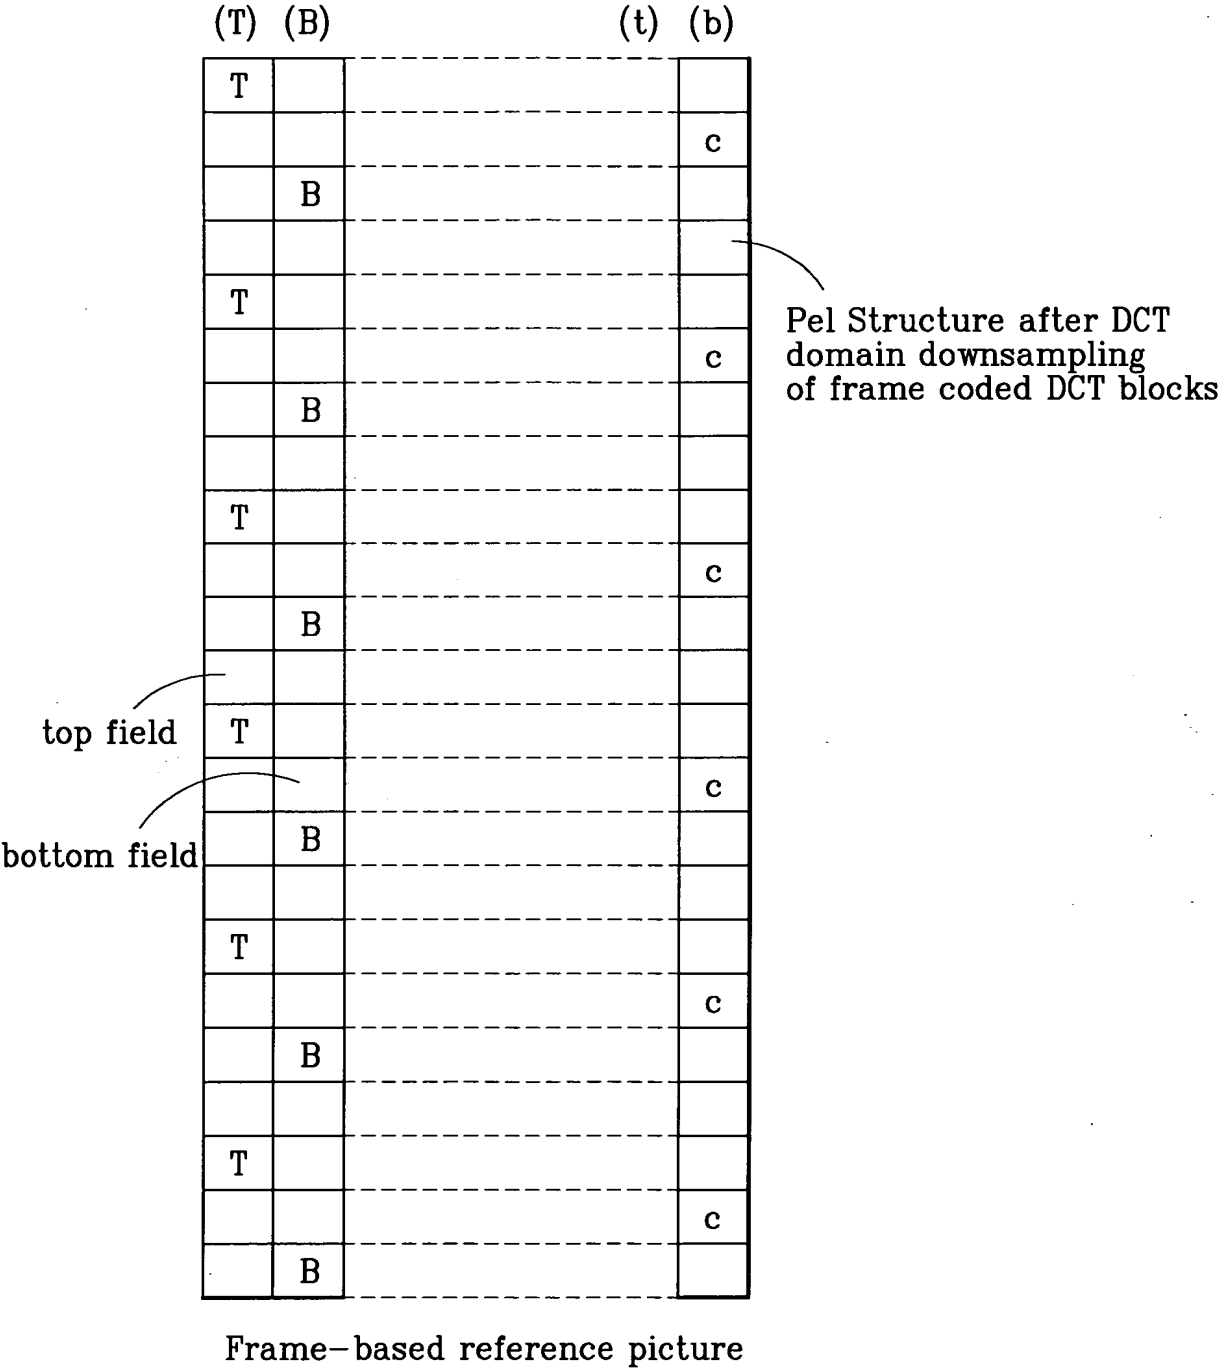 (T) (B) (t) (b)
T
c
B
T
Pel Structure after DCT
domain downsampling
of frame coded DCT blocks
c
B
T
c
B
top field
T
c
bottom field
B
T
c
B
T
c
B
Frame-based reference picture